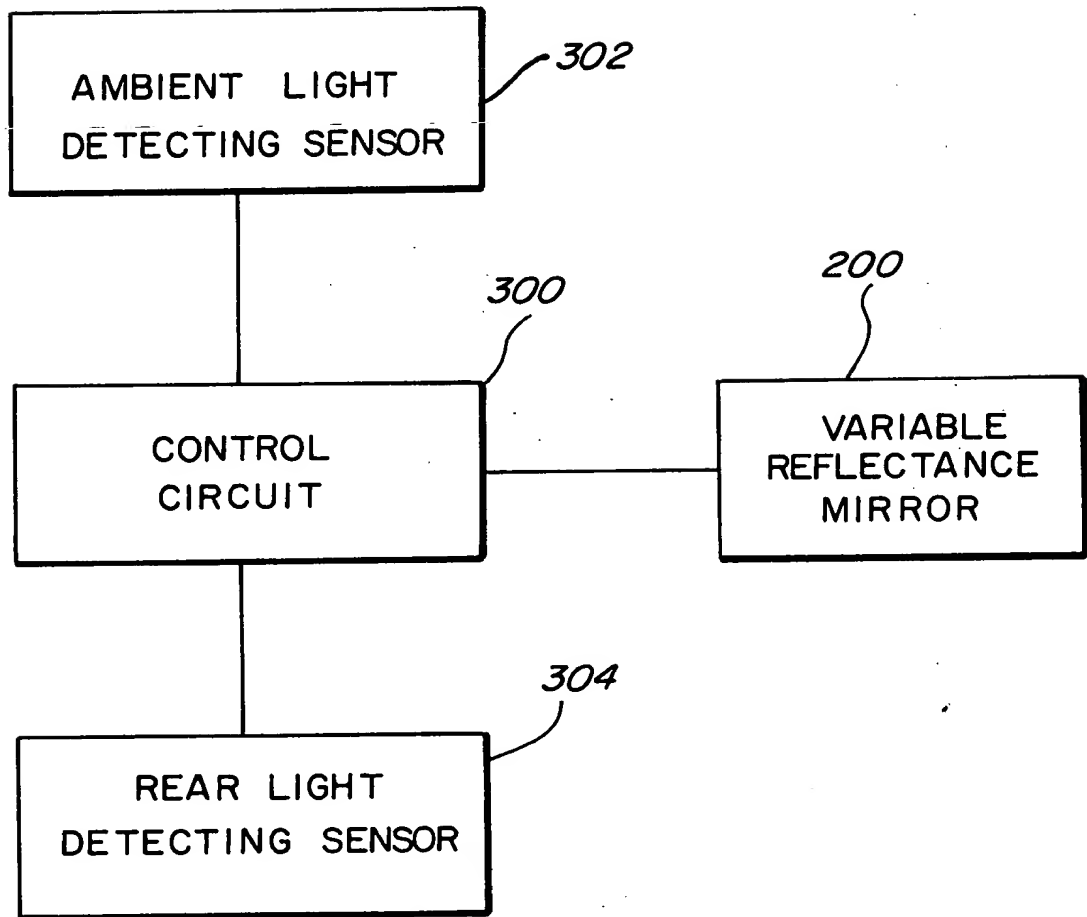 302
AMBIENT LIGHT
DETECTING SENSOR
300
200
CONTROL
CIRCUIT
VARIABLE
REFLECTANCE
MIRROR
304
REAR LIGHT
DETECTING SENSOR